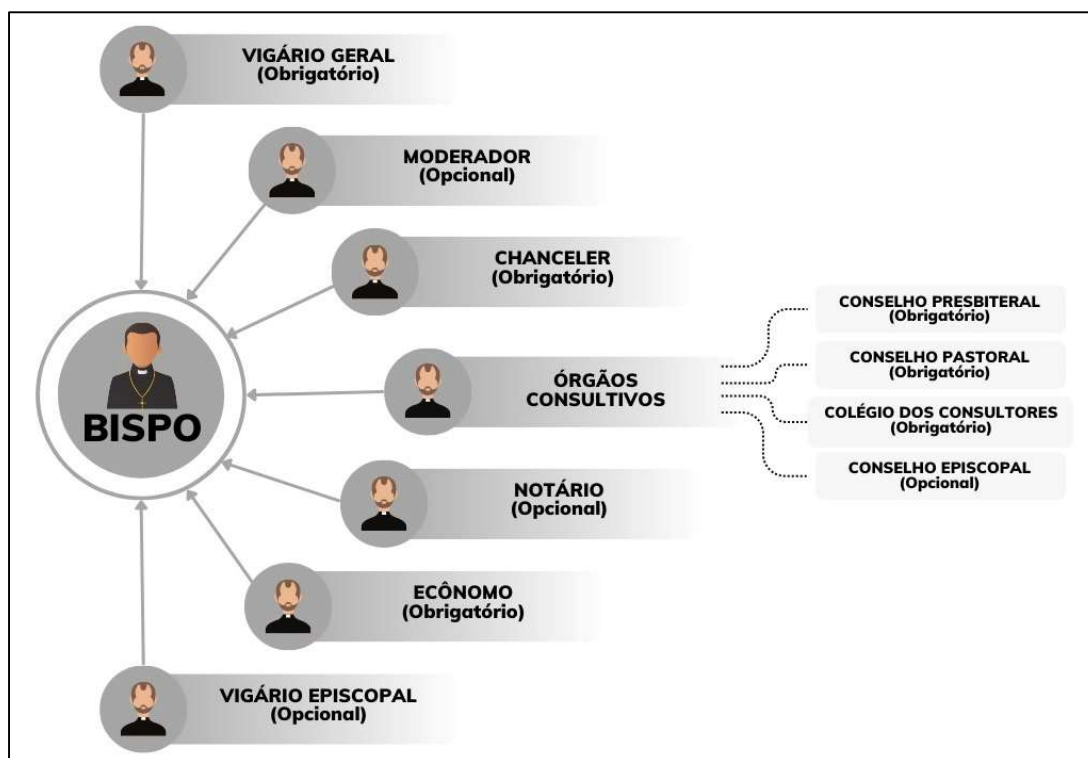 VIGÁRIO GERAL
(Obrigatório)
MODERADOR
(Opcional)
CHANCELER
(Obrigatório)
ÓRGÃOS
CONSULTIVOS
CONSELHO PRESBITERAL
(Obrigatório)
CONSELHO PASTORAL
(Obrigatório)
COLÉGIO DOS CONSULTORES
(Obrigatório)
CONSELHO EPISCOPAL
(Opcional)
BISPO
NOTÁRIO
(Opcional)
ECÔNOMO
(Obrigatório)
VIGÁRIO EPISCOPAL
(Opcional)